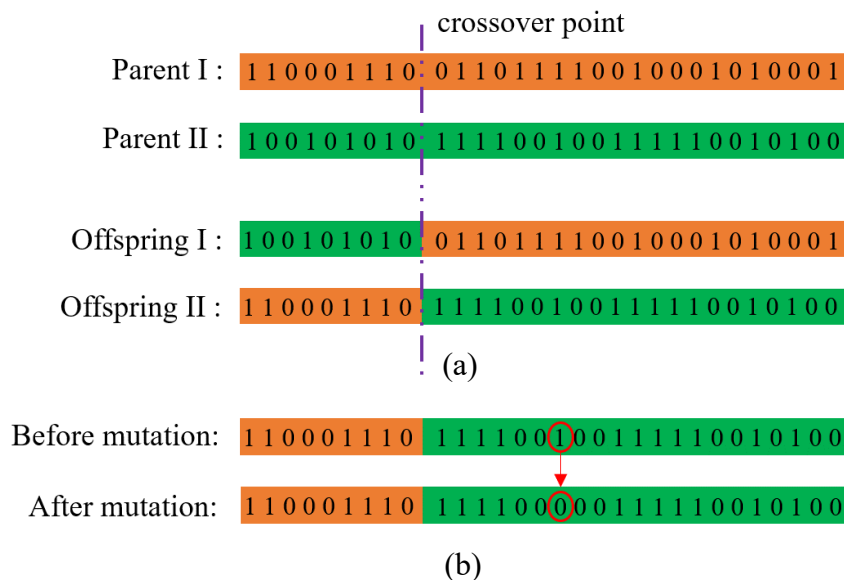 crossover point
Parent I : 1 1 0 0 0 1 1 1 0 0 1 1 0 1 1 1 1 0 0 1 0 0 0 1 0 1 0 0 0 1
Parent II : 1 0 0 1 0 1 0 1 0 1 1 1 1 0 0 1 0 0 1 1 1 1 1 0 0 1 0 1 0 0
Offspring I : 1 0 0 1 0 1 0 1 0 0 1 1 0 1 1 1 1 0 0 1 0 0 0 1 0 1 0 0 0 1
Offspring II : 1 1 0 0 0 1 1 1 0 1 1 1 1 0 0 1 0 0 1 1 1 1 1 0 0 1 0 1 0 0
(a)
Before mutation: 1 1 0 0 0 1 1 1 0 1 1 1 1 0 0 1 0 0 1 1 1 1 1 0 0 1 0 1 0 0
After mutation: 1 1 0 0 0 1 1 1 0 1 1 1 1 0 0 0 0 0 1 1 1 1 1 0 0 1 0 1 0 0
(b)